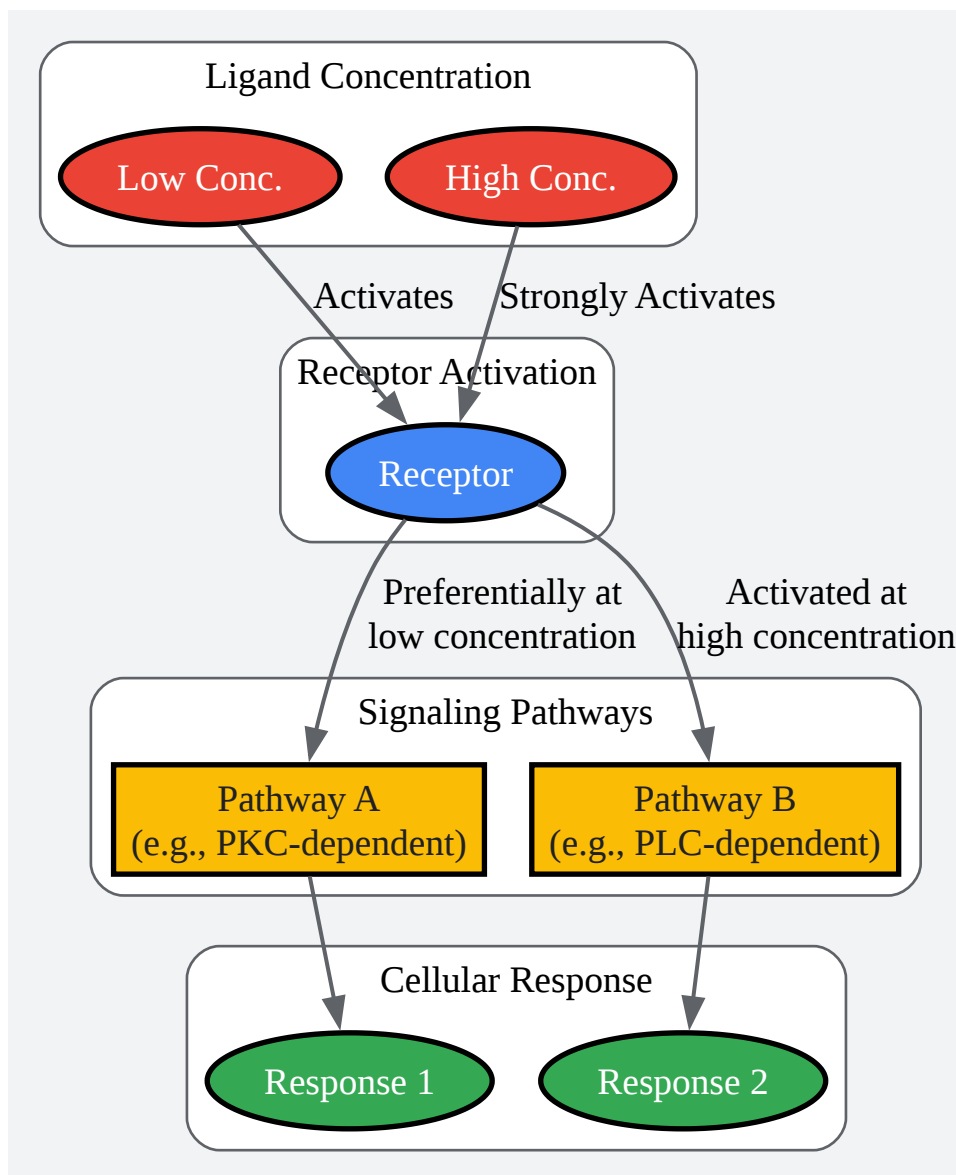 Ligand Concentration
Low Conc.
High Conc.
Activates
Strongly Activates
Receptor Activation
Receptor
Preferentially at
low concentration
Activated at
high concentration
Signaling Pathways
Pathway A
(e.g., PKC-dependent)
Pathway B
(e.g., PLC-dependent)
Cellular Response
Response 1
Response 2